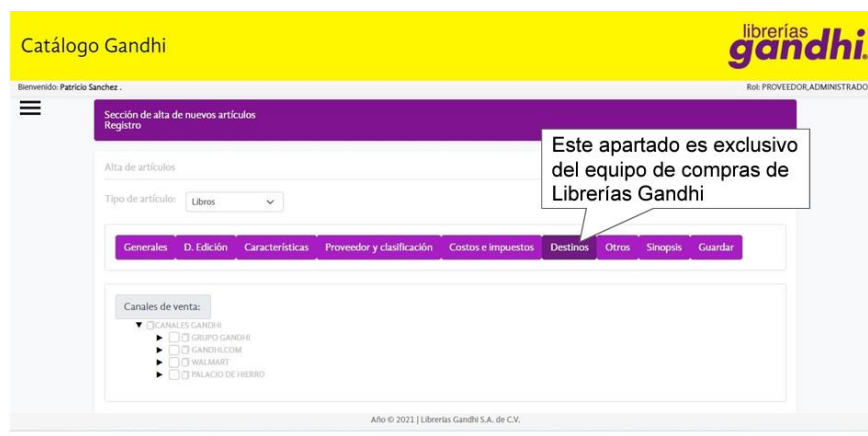 Catálogo Gandhi
librerías
gandhi.
Bienvenido: Patricio Sanchez .
Rol: PROVEEDOR,ADMINISTRADO
Sección de alta de nuevos artículos
Registro
Este apartado es exclusivo
del equipo de compras de
Librerías Gandhi
Alta de artículos
Tipo de artículo: Libros
Generales D. Edición Características Proveedor y clasificación Costos e impuestos Destinos Otros Sinopsis Guardar
Canales de venta:
CANALES GANDHI
GRUPO GANDHI
GANDHI.COM
WALMART
PALACIO DE HIERRO
Año © 2021 | Librerías Gandhi S.A. de C.V.